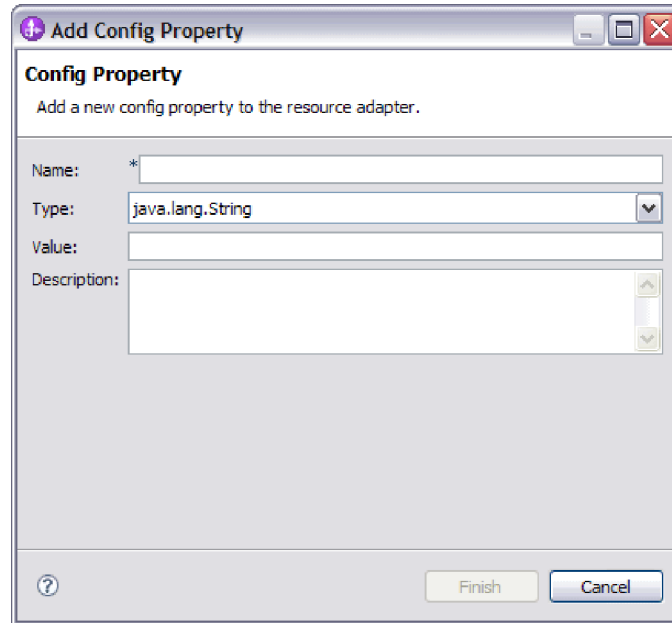 Add Config Property
Config Property
Add a new config property to the resource adapter.
Name: *
Type: java.lang.String
Value:
Description:
? Finish Cancel